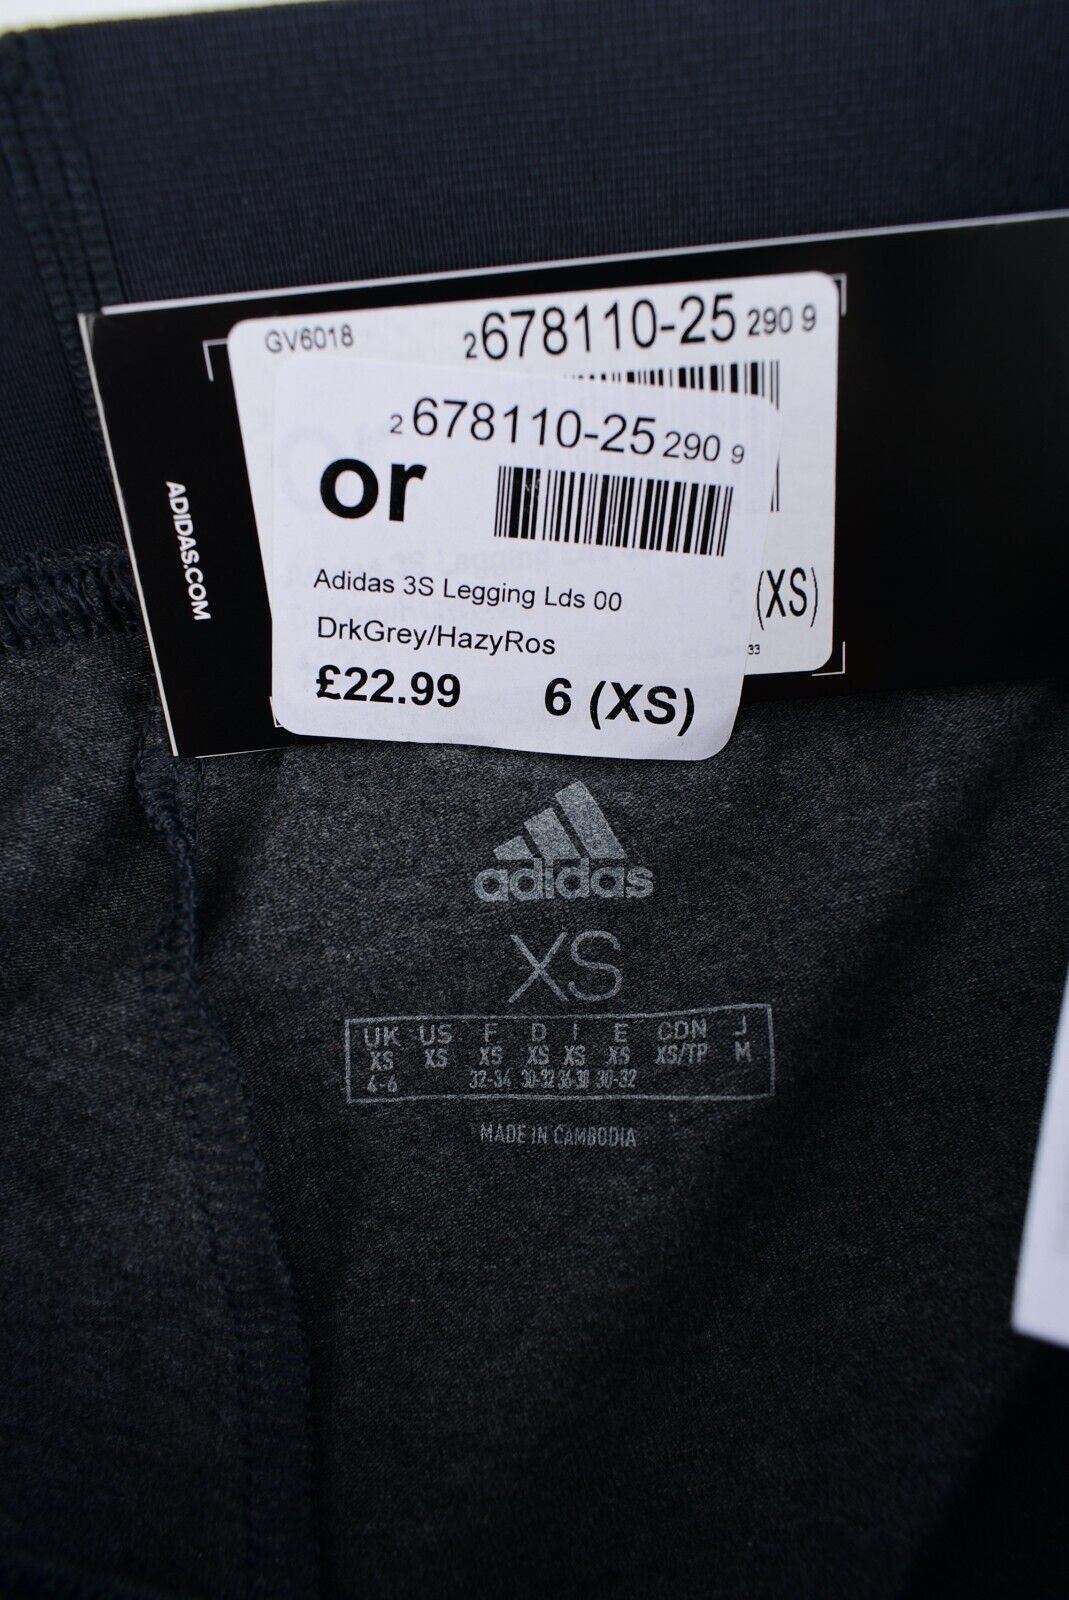 GV6018
2 678110-25 290 9
2 678110-25 290 9
or
Adidas 3S Legging Lds 00
DrkGrey/HazyRos
£22.99 6 (XS)
(XS)
33
ADIDAS.COM
adidas
XS
UK US F D I E CDN J
XS XS XS XS XS XS XS/TP M
4-6 32-34 30-32 36-38 30-32
MADE IN CAMBODIA